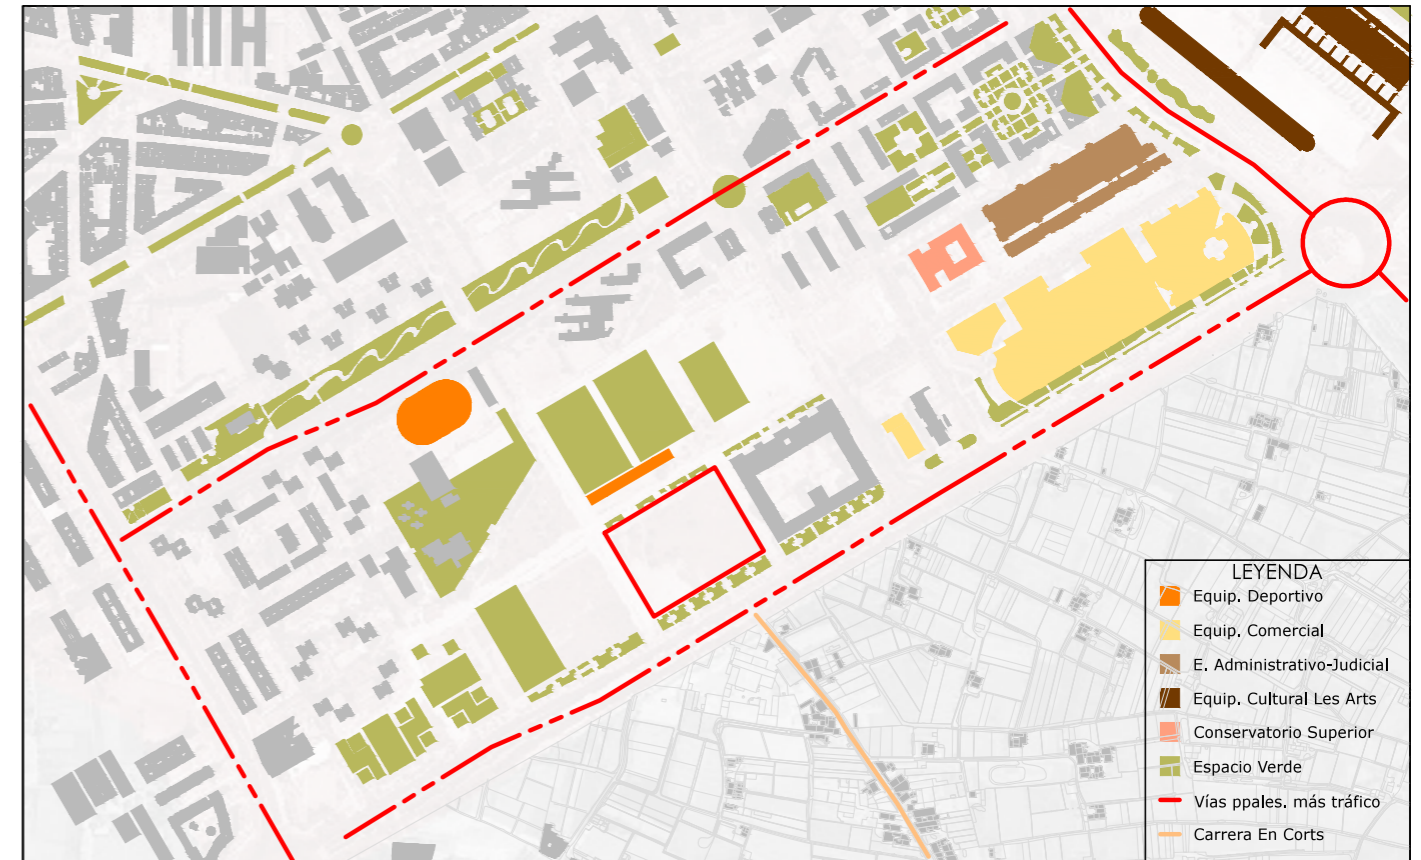 LEYENDA
Equip. Deportivo
Equip. Comercial
E. Administrativo-Judicial
Equip. Cultural Les Arts
Conservatorio Superior
Espacio Verde
Vías ppales. más tráfico
Carrera En Corts